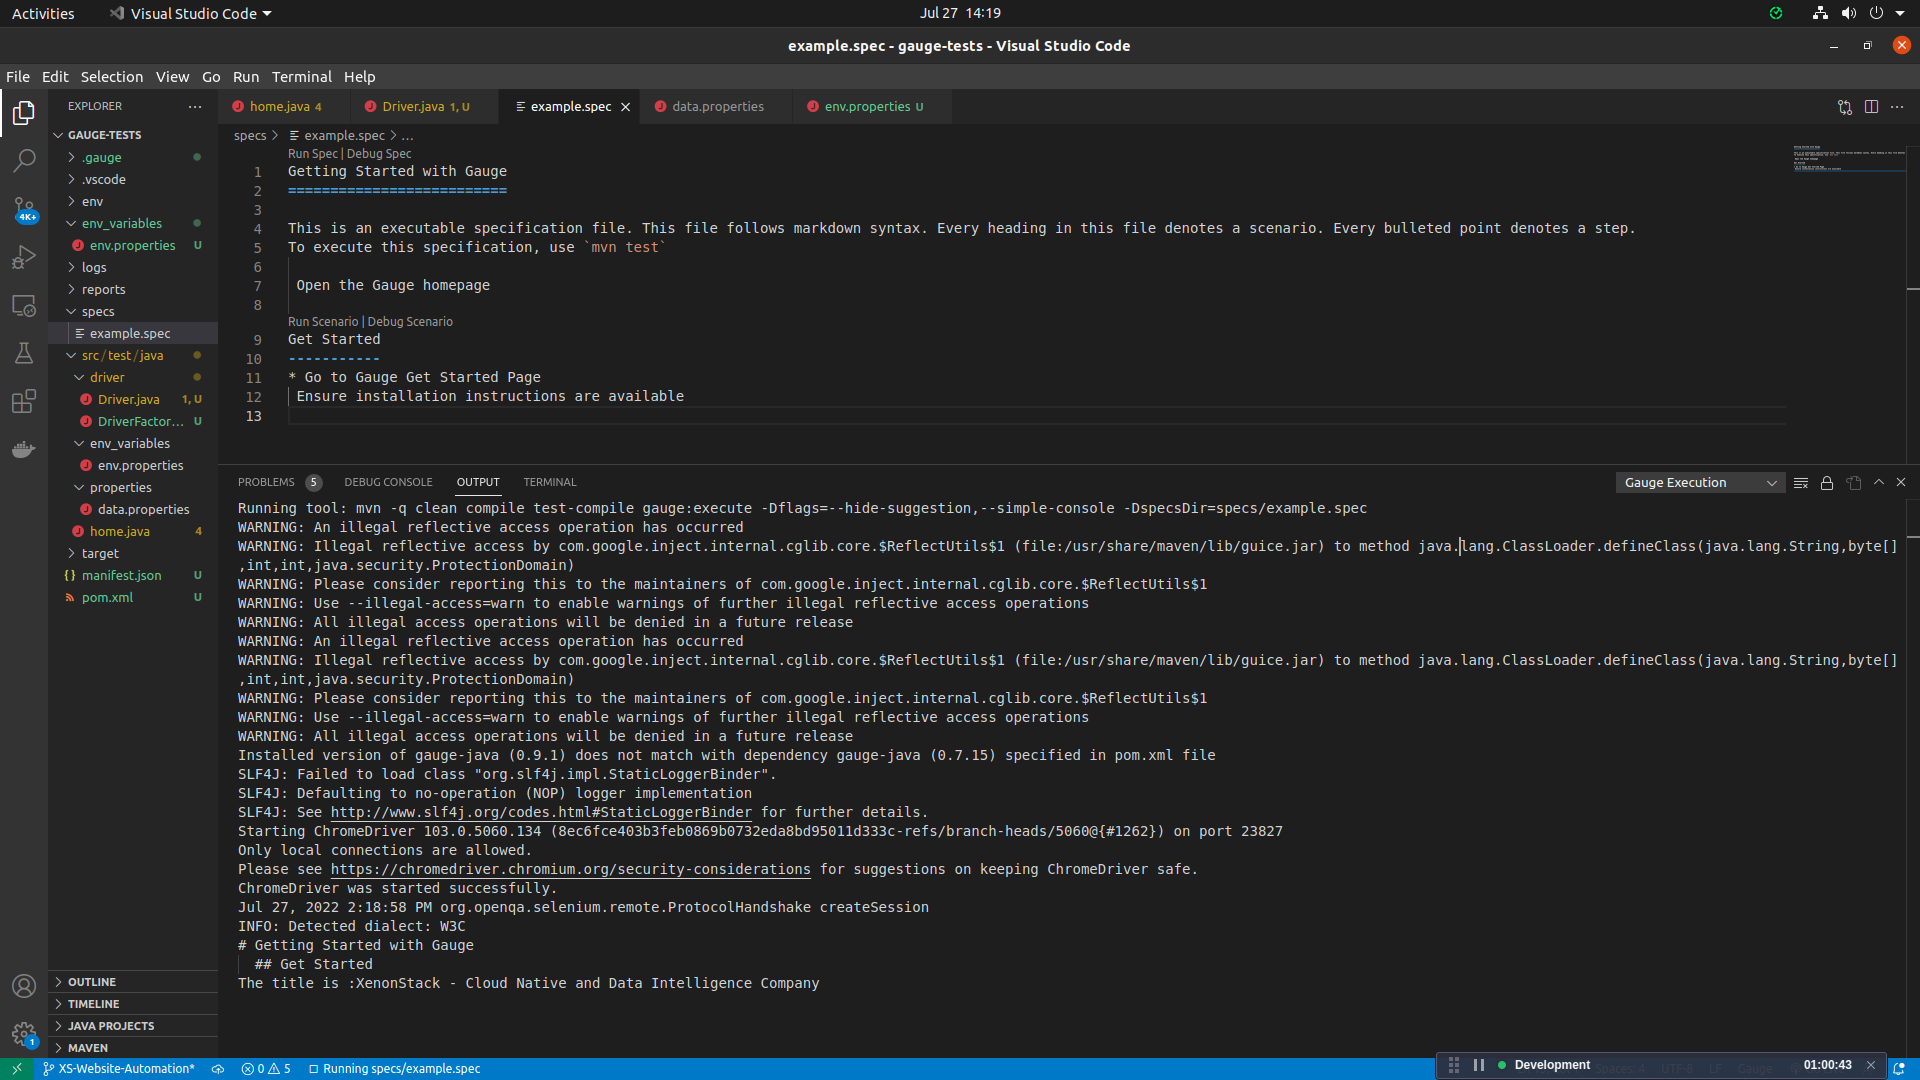 Activities
Visual Studio Code
Jul 27 14:19
example.spec - gauge-tests - Visual Studio Code
File Edit Selection View Go Run Terminal Help
EXPLORER
home.java 4
Driver.java 1, U
example.spec
data.properties
env.properties U
GAUGE-TESTS
.gauge
.vscode
env
env_variables
env.properties U
logs
reports
specs
example.spec
src/test/java
driver
Driver.java 1, U
DriverFactor... U
env_variables
env.properties
properties
data.properties
home.java 4
target
manifest.json U
pom.xml U
OUTLINE
TIMELINE
JAVA PROJECTS
MAVEN
4K+
1
specs > example.spec > ...
Run Spec | Debug Spec
1 Getting Started with Gauge
2 ==========================
3
4 This is an executable specification file. This file follows markdown syntax. Every heading in this file denotes a scenario. Every bulleted point denotes a step.
5 To execute this specification, use `mvn test`
6
7 Open the Gauge homepage
8
Run Scenario | Debug Scenario
9 Get Started
10 -----------
11 * Go to Gauge Get Started Page
12 Ensure installation instructions are available
13
PROBLEMS 5 DEBUG CONSOLE OUTPUT TERMINAL
Gauge Execution
Running tool: mvn -q clean compile test-compile gauge:execute -Dflags=--hide-suggestion,--simple-console -DspecsDir=specs/example.spec
WARNING: An illegal reflective access operation has occurred
WARNING: Illegal reflective access by com.google.inject.internal.cglib.core.$ReflectUtils$1 (file:/usr/share/maven/lib/guice.jar) to method java.lang.ClassLoader.defineClass(java.lang.String,byte[]
,int,int,java.security.ProtectionDomain)
WARNING: Please consider reporting this to the maintainers of com.google.inject.internal.cglib.core.$ReflectUtils$1
WARNING: Use --illegal-access=warn to enable warnings of further illegal reflective access operations
WARNING: All illegal access operations will be denied in a future release
WARNING: An illegal reflective access operation has occurred
WARNING: Illegal reflective access by com.google.inject.internal.cglib.core.$ReflectUtils$1 (file:/usr/share/maven/lib/guice.jar) to method java.lang.ClassLoader.defineClass(java.lang.String,byte[]
,int,int,java.security.ProtectionDomain)
WARNING: Please consider reporting this to the maintainers of com.google.inject.internal.cglib.core.$ReflectUtils$1
WARNING: Use --illegal-access=warn to enable warnings of further illegal reflective access operations
WARNING: All illegal access operations will be denied in a future release
Installed version of gauge-java (0.9.1) does not match with dependency gauge-java (0.7.15) specified in pom.xml file
SLF4J: Failed to load class "org.slf4j.impl.StaticLoggerBinder".
SLF4J: Defaulting to no-operation (NOP) logger implementation
SLF4J: See http://www.slf4j.org/codes.html#StaticLoggerBinder for further details.
Starting ChromeDriver 103.0.5060.134 (8ec6fce403b3feb0869b0732eda8bd95011d333c-refs/branch-heads/5060@{#1262}) on port 23827
Only local connections are allowed.
Please see https://chromedriver.chromium.org/security-considerations for suggestions on keeping ChromeDriver safe.
ChromeDriver was started successfully.
Jul 27, 2022 2:18:58 PM org.openqa.selenium.remote.ProtocolHandshake createSession
INFO: Detected dialect: W3C
# Getting Started with Gauge
## Get Started
The title is :XenonStack - Cloud Native and Data Intelligence Company
XS-Website-Automation* 0 5 Running specs/example.spec
Development 01:00:43